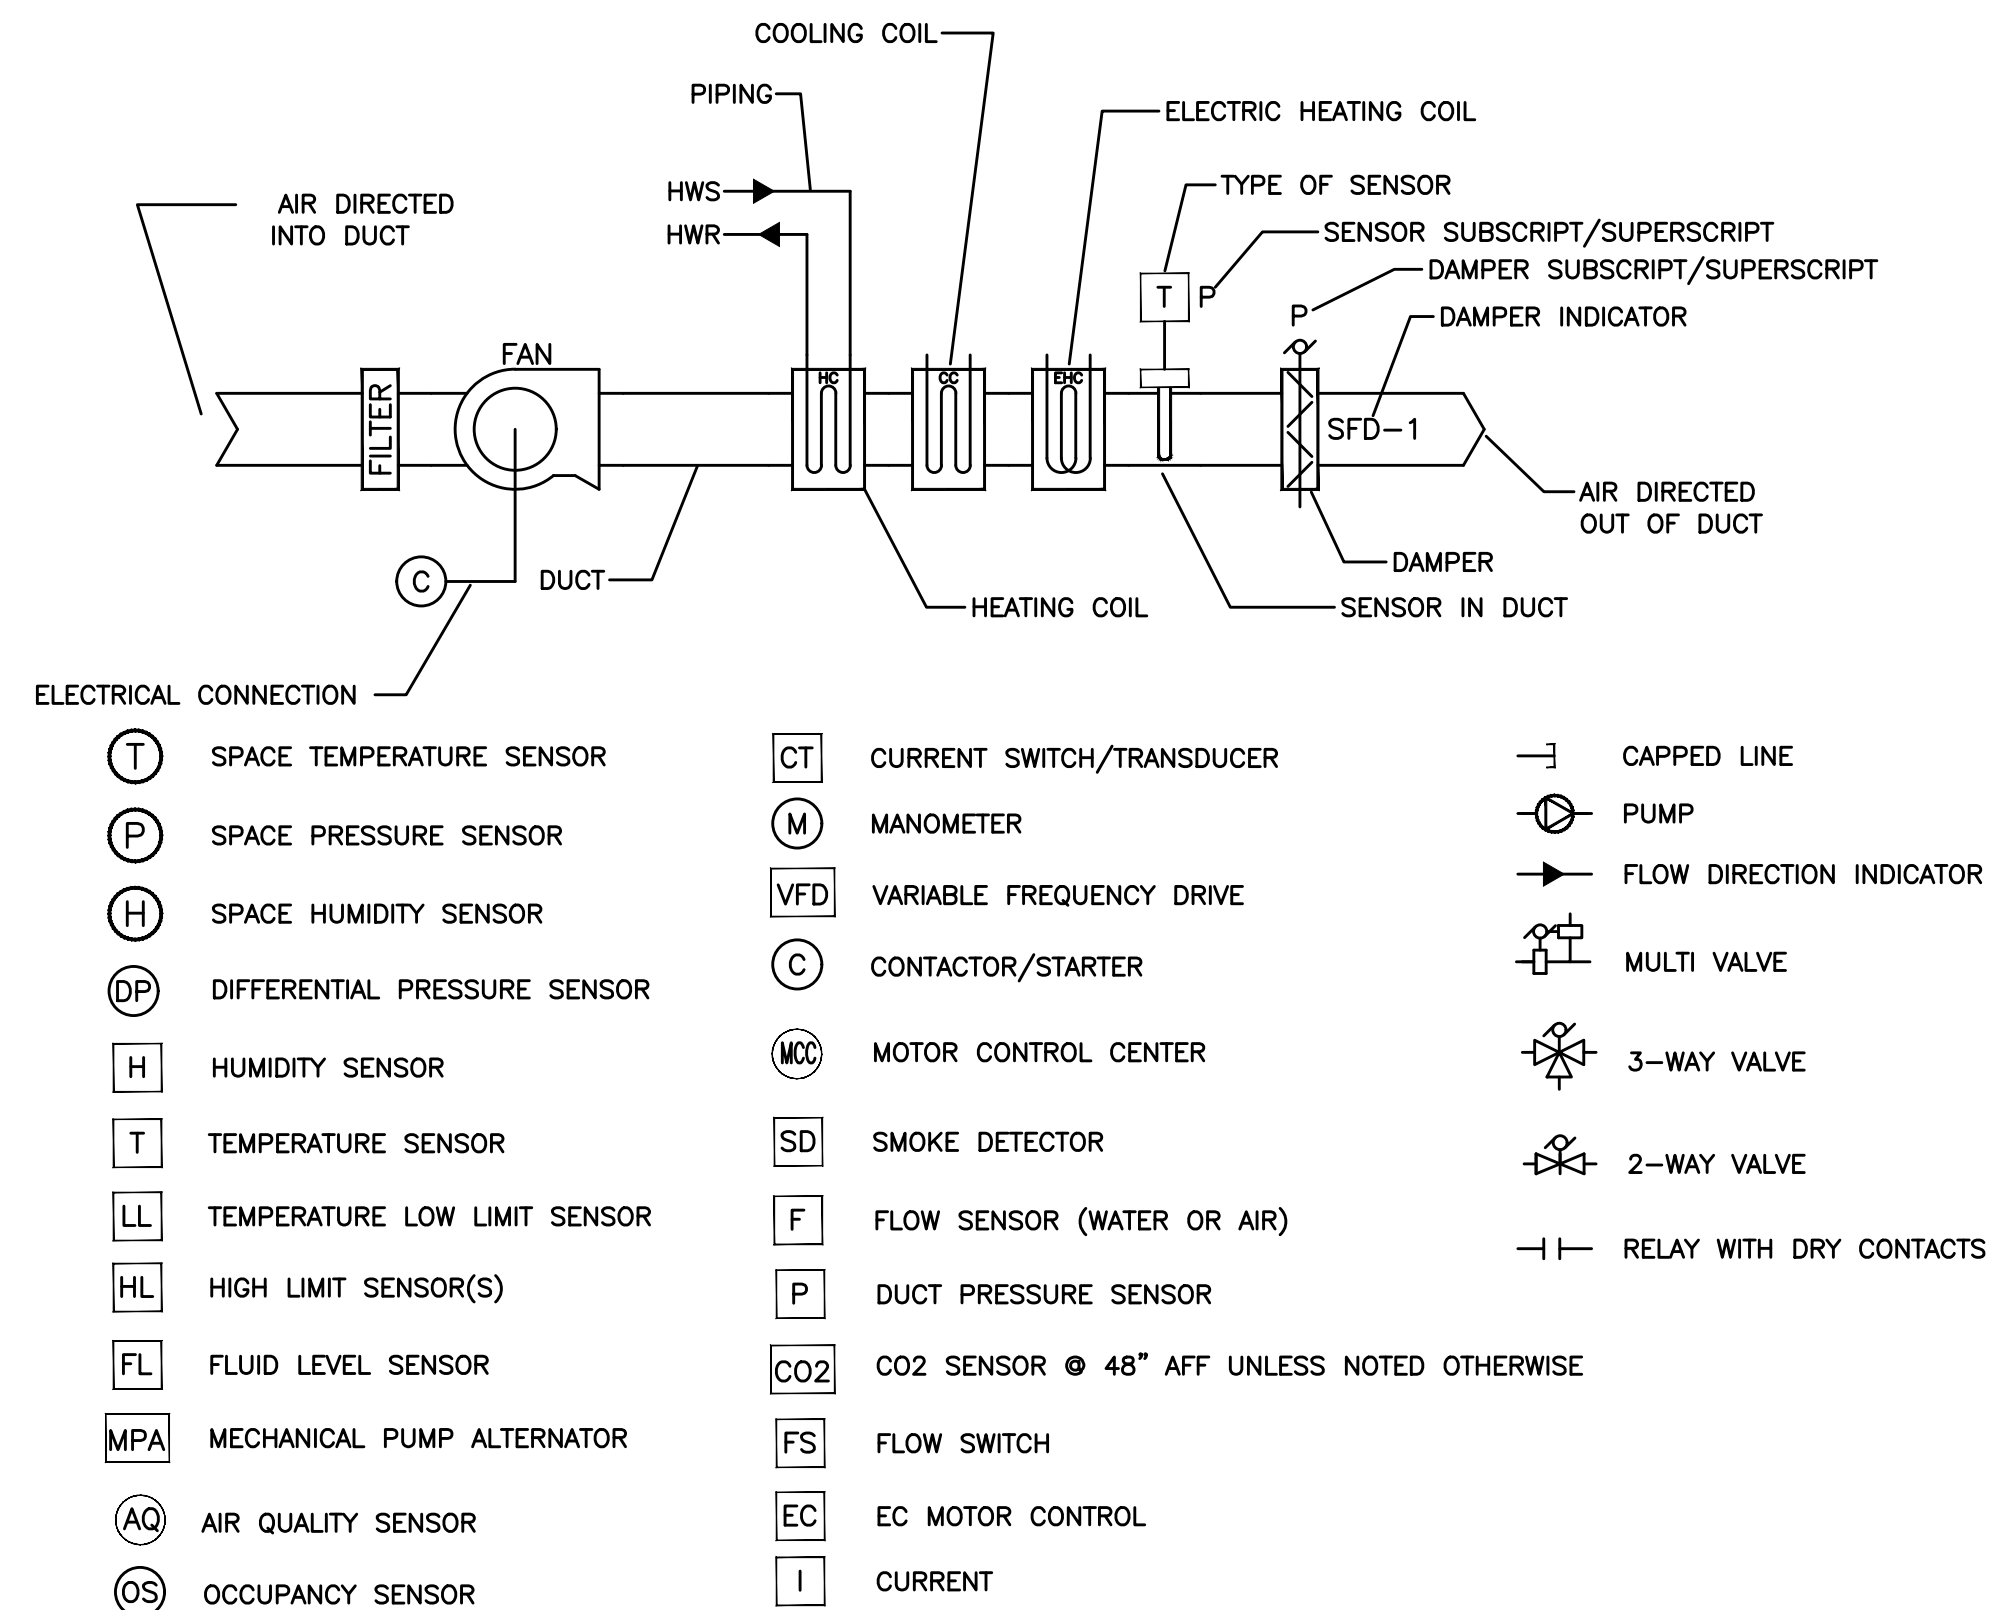 COOLING COIL
PIPING
ELECTRIC HEATING COIL
HWS
TYPE OF SENSOR
AIR DIRECTED
INTO DUCT
HWR
SENSOR SUBSCRIPT/SUPERSCRIPT
DAMPER SUBSCRIPT/SUPERSCRIPT
T P
P
DAMPER INDICATOR
FAN
HC
CC
EHC
FILTER
SFD-1
AIR DIRECTED
OUT OF DUCT
DAMPER
C
DUCT
HEATING COIL
SENSOR IN DUCT
ELECTRICAL CONNECTION
T SPACE TEMPERATURE SENSOR
P SPACE PRESSURE SENSOR
H SPACE HUMIDITY SENSOR
DP DIFFERENTIAL PRESSURE SENSOR
H HUMIDITY SENSOR
T TEMPERATURE SENSOR
LL TEMPERATURE LOW LIMIT SENSOR
HL HIGH LIMIT SENSOR(S)
FL FLUID LEVEL SENSOR
MPA MECHANICAL PUMP ALTERNATOR
AQ AIR QUALITY SENSOR
OS OCCUPANCY SENSOR
CT CURRENT SWITCH/TRANSDUCER
M MANOMETER
VFD VARIABLE FREQUENCY DRIVE
C CONTACTOR/STARTER
MCC MOTOR CONTROL CENTER
SD SMOKE DETECTOR
F FLOW SENSOR (WATER OR AIR)
P DUCT PRESSURE SENSOR
CO2 CO2 SENSOR @ 48" AFF UNLESS NOTED OTHERWISE
FS FLOW SWITCH
EC EC MOTOR CONTROL
I CURRENT
CAPPED LINE
PUMP
FLOW DIRECTION INDICATOR
MULTI VALVE
3-WAY VALVE
2-WAY VALVE
RELAY WITH DRY CONTACTS